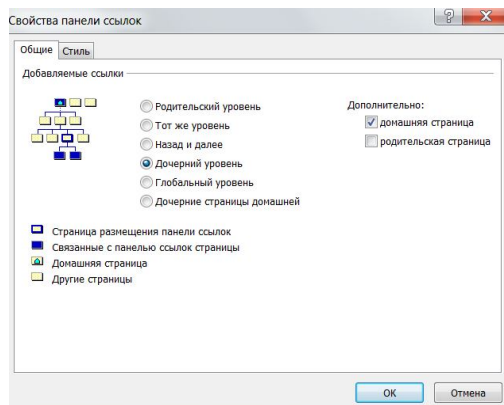 Свойства панели ссылок
Общие
Стиль
Добавляемые ссылки
Родительский уровень
Тот же уровень
Назад и далее
Дочерний уровень
Глобальный уровень
Дочерние страницы домашней
Дополнительно:
домашняя страница
родительская страница
Страница размещения панели ссылок
Связанные с панелью ссылок страницы
Домашняя страница
Другие страницы
ОК
Отмена